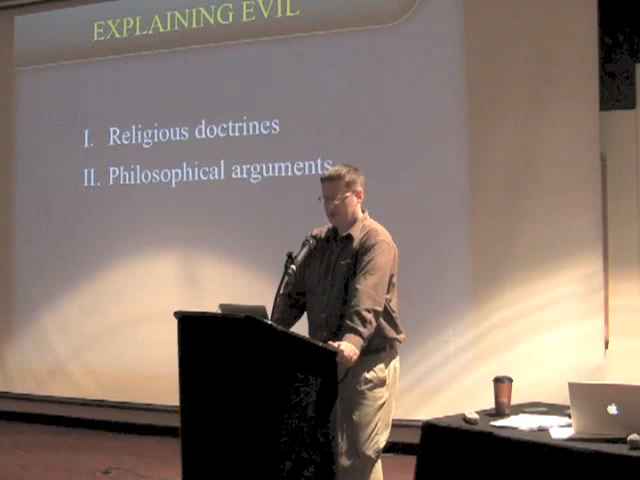 EXPLAINING EVIL
I. Religious doctrines
II. Philosophical arguments